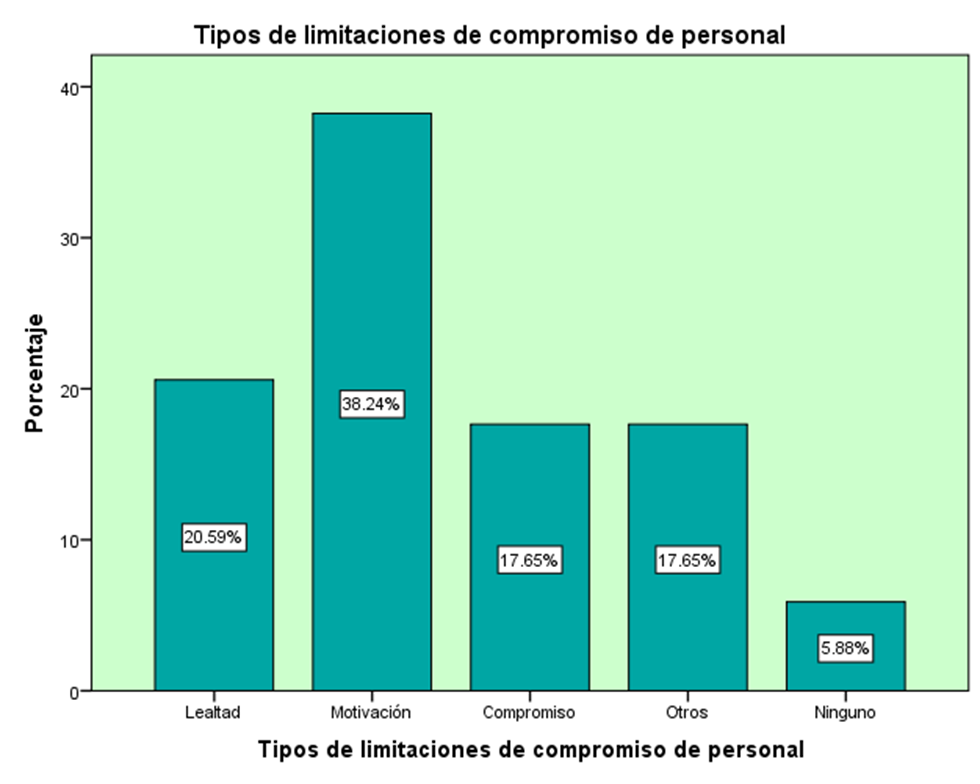 Tipos de limitaciones de compromiso de personal
Porcentaje
40
30
20
10
0
20.59%
38.24%
17.65%
17.65%
5.88%
Lealtad
Motivación
Compromiso
Otros
Ninguno
Tipos de limitaciones de compromiso de personal